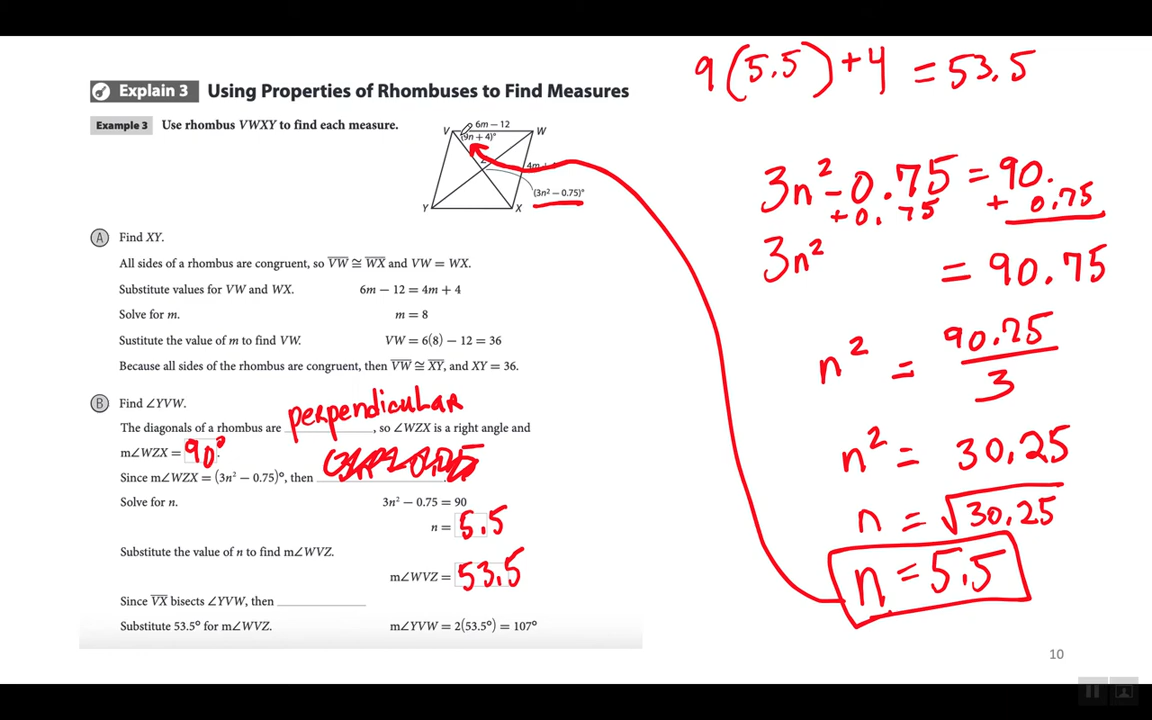 9(5.5)+4 = 53.5
Explain 3 Using Properties of Rhombuses to Find Measures
Example 3 Use rhombus VWXY to find each measure.
V 6m − 12 W
(9n + 4)°
Z 4m + 4
(3n² − 0.75)°
Y X
A Find XY.
All sides of a rhombus are congruent, so V̅W̅ ≅ W̅X̅ and VW = WX.
Substitute values for VW and WX. 6m − 12 = 4m + 4
Solve for m. m = 8
Sustitute the value of m to find VW. VW = 6(8) − 12 = 36
Because all sides of the rhombus are congruent, then V̅W̅ ≅ X̅Y̅, and XY = 36.
B Find ∠YVW.
The diagonals of a rhombus are perpendicular, so ∠WZX is a right angle and
m∠WZX = 90°.
Since m∠WZX = (3n² − 0.75)°, then ________.
Solve for n. 3n² − 0.75 = 90
n = 5.5
Substitute the value of n to find m∠WVZ.
m∠WVZ = 53.5
Since V̅X̅ bisects ∠YVW, then ________
Substitute 53.5° for m∠WVZ. m∠YVW = 2(53.5°) = 107°
3n² − 0.75 = 90.
+0.75 + 0.75
3n² = 90.75
n² = 90.75
3
n² = 30.25
n = √30.25
n = 5.5
10